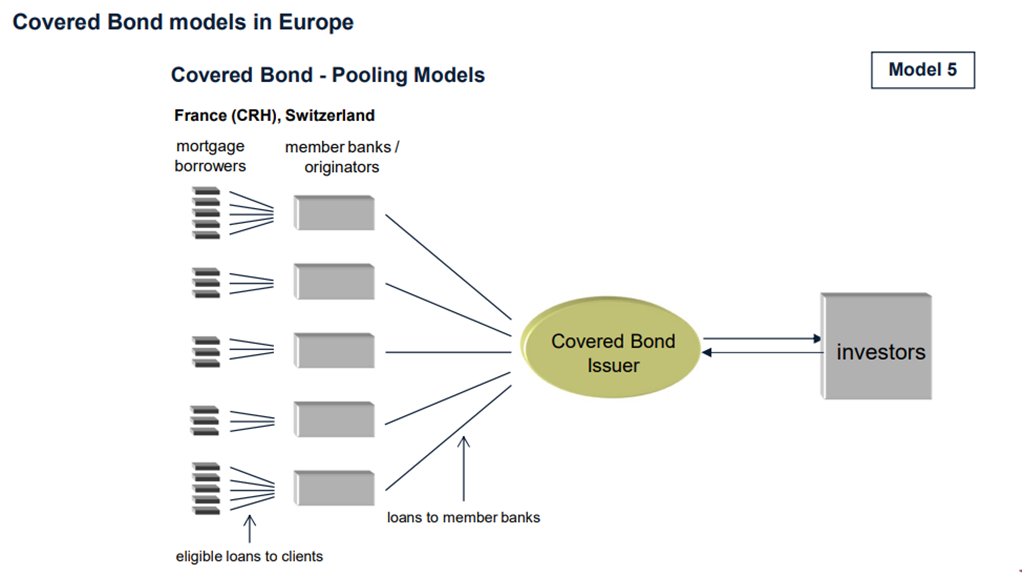 Covered Bond models in Europe
Covered Bond - Pooling Models
Model 5
France (CRH), Switzerland
mortgage
borrowers
member banks /
originators
Covered Bond
Issuer
investors
loans to member banks
eligible loans to clients